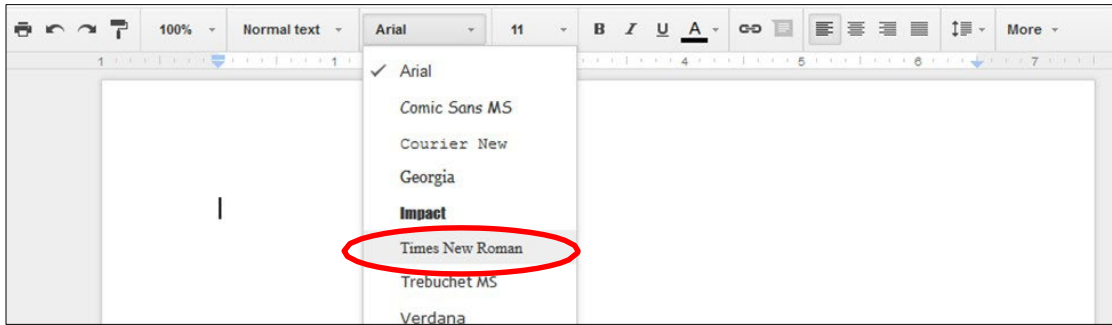 100% Normal text Arial 11 B I U A More
1 1 4 5 6 7
Arial
Comic Sans MS
Courier New
Georgia
Impact
Times New Roman
Trebuchet MS
Verdana